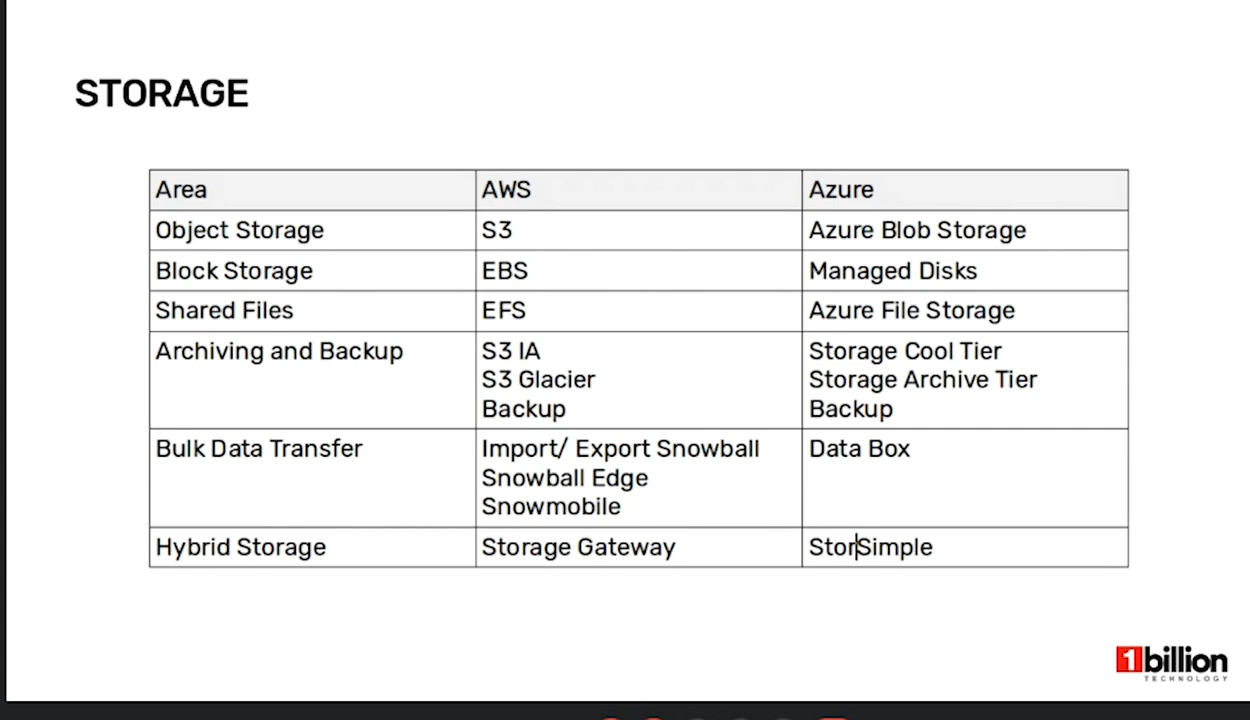 STORAGE
Area AWS Azure
Object Storage S3 Azure Blob Storage
Block Storage EBS Managed Disks
Shared Files EFS Azure File Storage
Archiving and Backup S3 IA Storage Cool Tier
S3 Glacier Storage Archive Tier
Backup Backup
Bulk Data Transfer Import/ Export Snowball Data Box
Snowball Edge
Snowmobile
Hybrid Storage Storage Gateway StorSimple
1billion
TECHNOLOGY